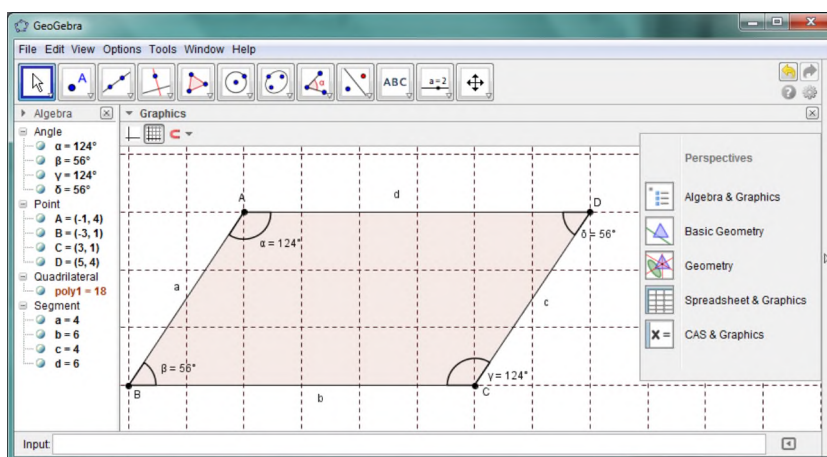 GeoGebra
File Edit View Options Tools Window Help
A
α
ABC
a=2
Algebra
Graphics
Angle
α = 124°
β = 56°
γ = 124°
δ = 56°
Point
A = (-1, 4)
B = (-3, 1)
C = (3, 1)
D = (5, 4)
Quadrilateral
poly1 = 18
Segment
a = 4
b = 6
c = 4
d = 6
A
d
D
α = 124°
δ = 56°
a
c
β = 56°
γ = 124°
B
b
C
Perspectives
Algebra & Graphics
Basic Geometry
Geometry
Spreadsheet & Graphics
X =
CAS & Graphics
Input: